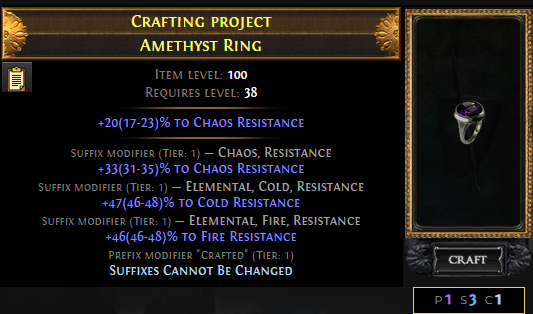 Crafting project
Amethyst Ring
Item level: 100
Requires level: 38
+20(17-23)% to Chaos Resistance
Suffix modifier (Tier: 1) — Chaos, Resistance
+33(31-35)% to Chaos Resistance
Suffix modifier (Tier: 1) — Elemental, Cold, Resistance
+47(46-48)% to Cold Resistance
Suffix modifier (Tier: 1) — Elemental, Fire, Resistance
+46(46-48)% to Fire Resistance
Prefix modifier "Crafted" (Tier: 1)
Suffixes Cannot Be Changed
CRAFT
P1 S3 C1